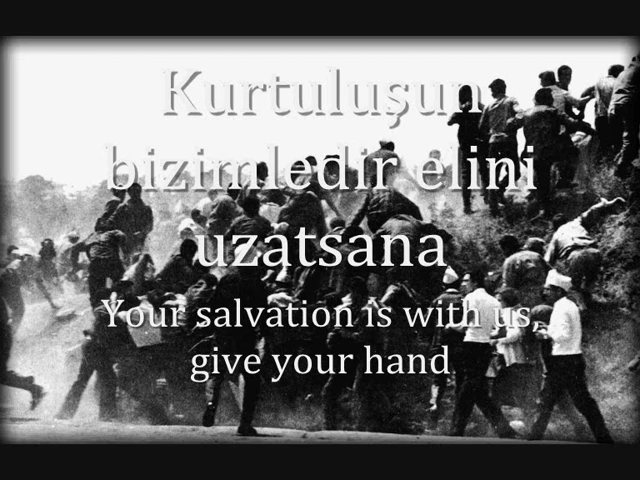 Kurtuluşun
bizimledir elini
uzatsana
Your salvation is with us,
give your hand